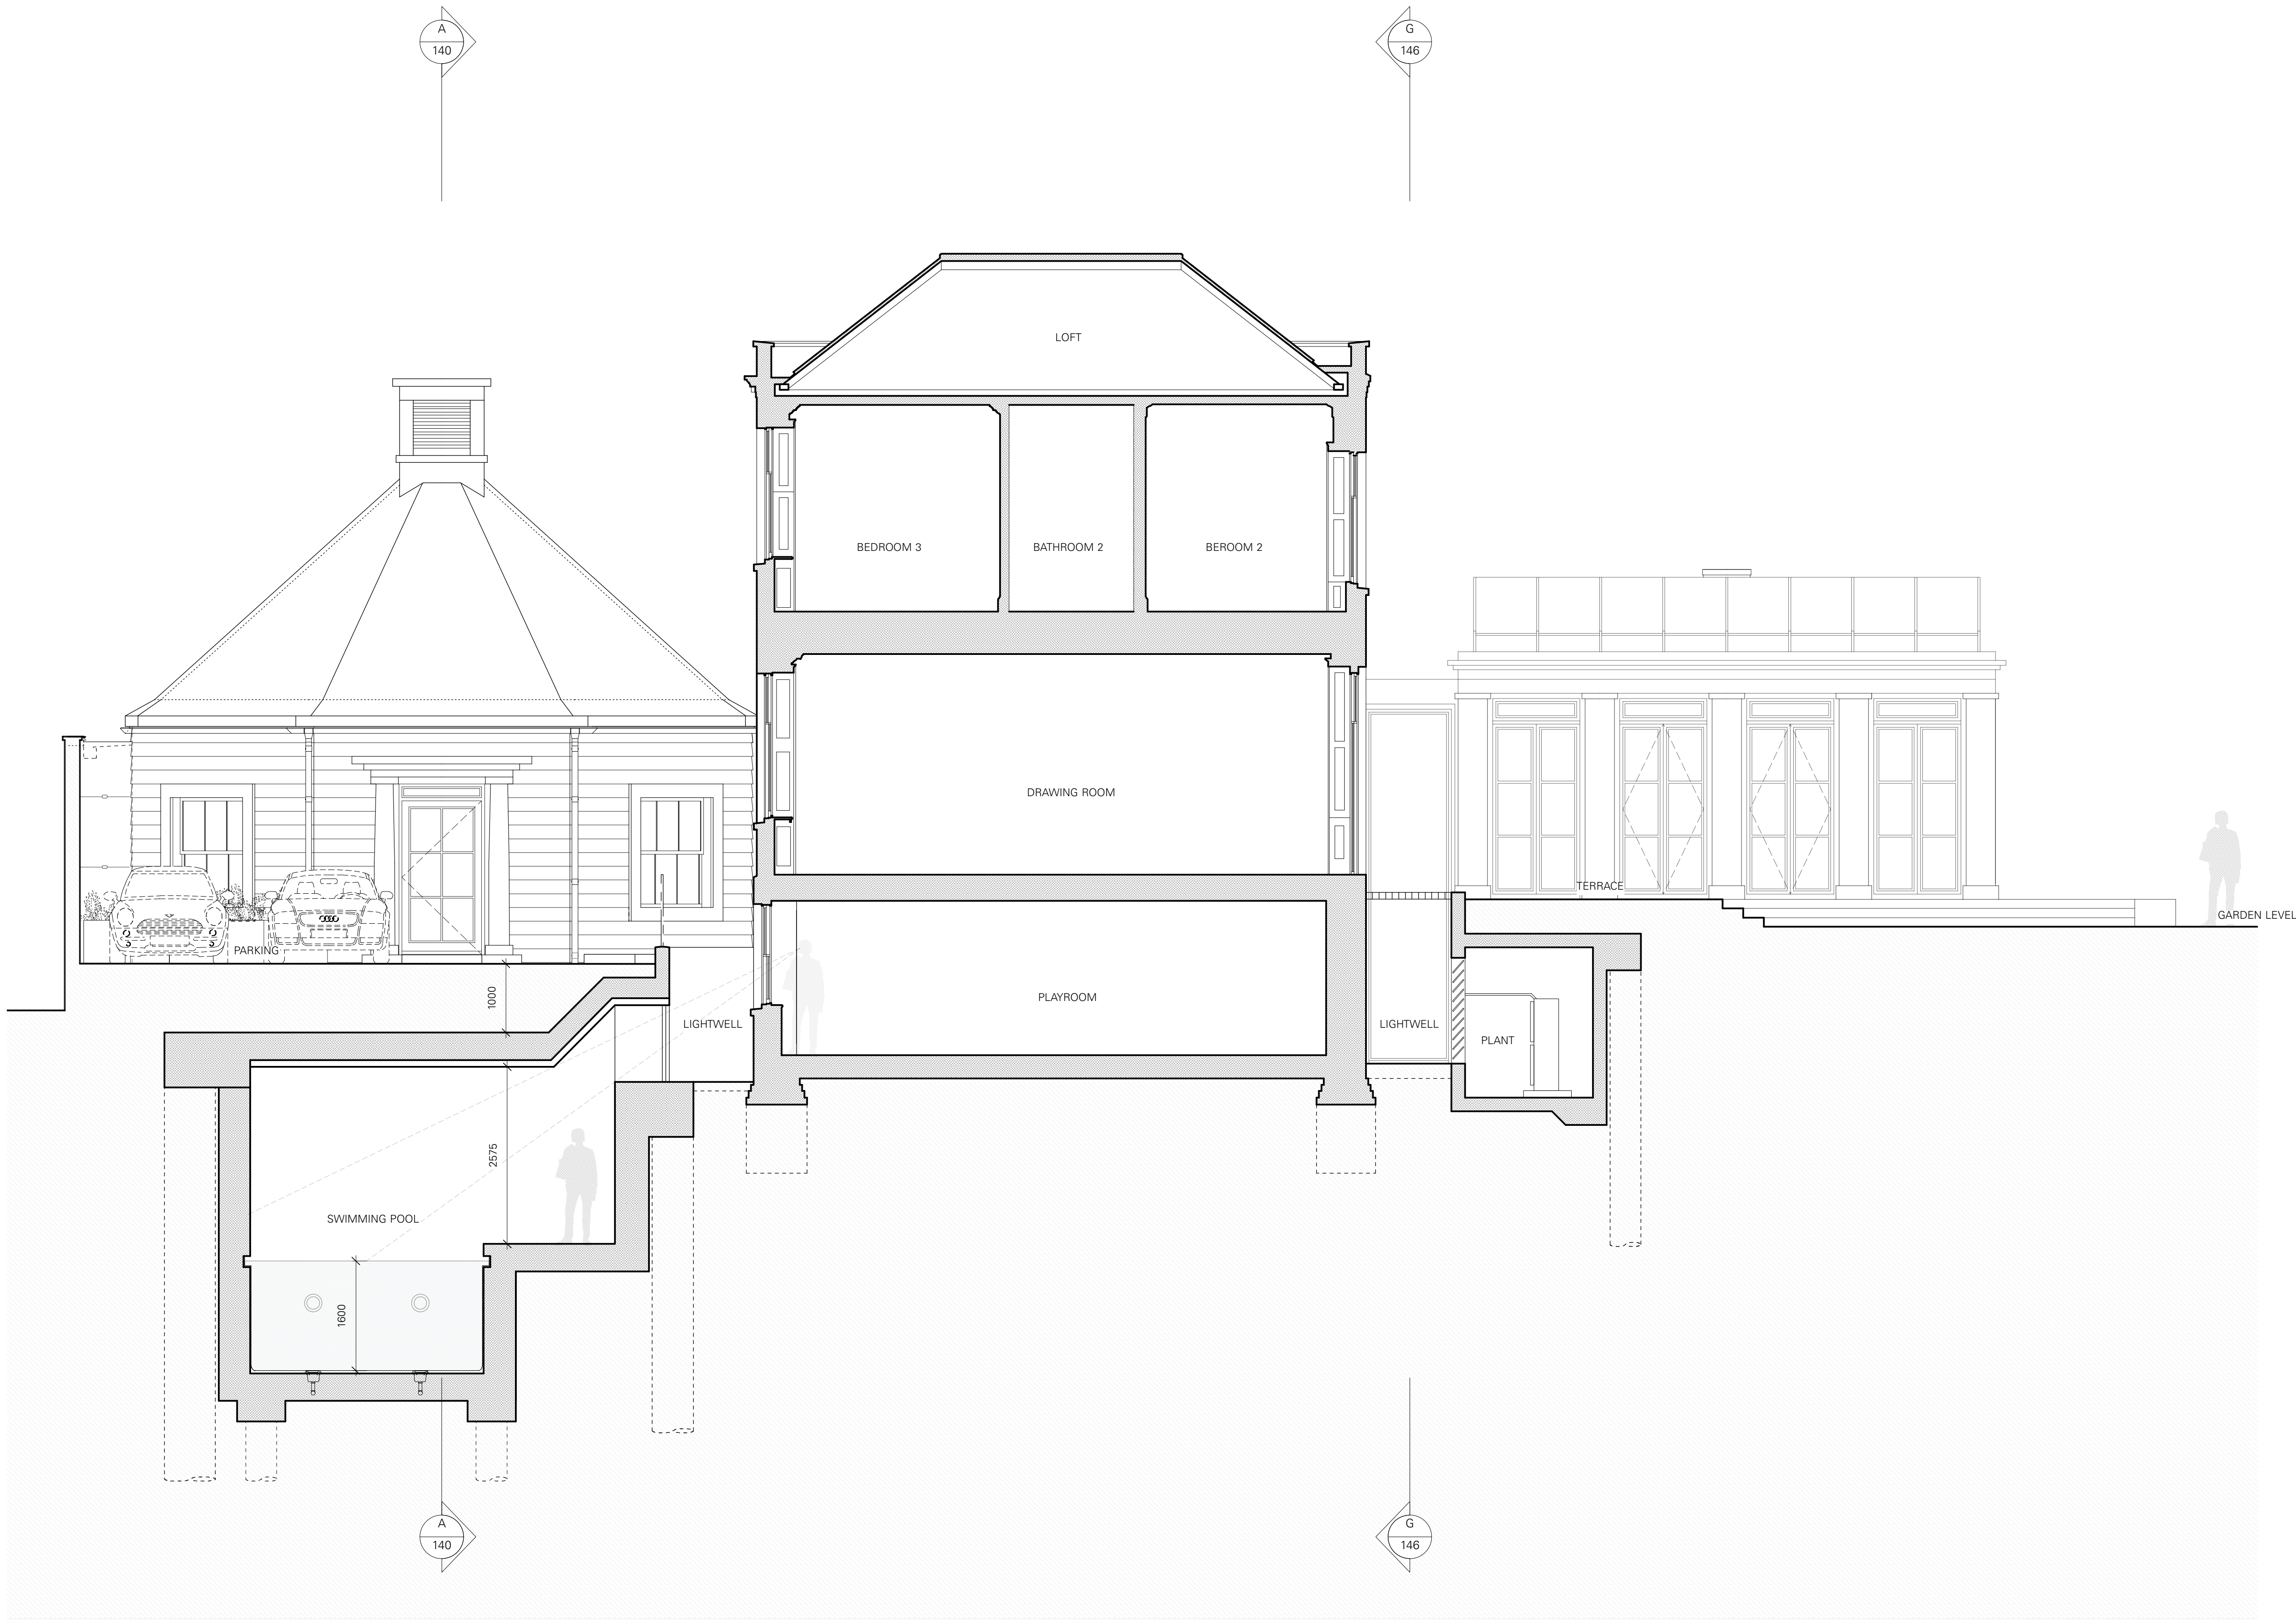 A
140
G
146
LOFT
BEDROOM 3
BATHROOM 2
BEROOM 2
DRAWING ROOM
TERRACE
GARDEN LEVEL
PARKING
1000
PLAYROOM
LIGHTWELL
LIGHTWELL
PLANT
2575
SWIMMING POOL
1600
A
140
G
146